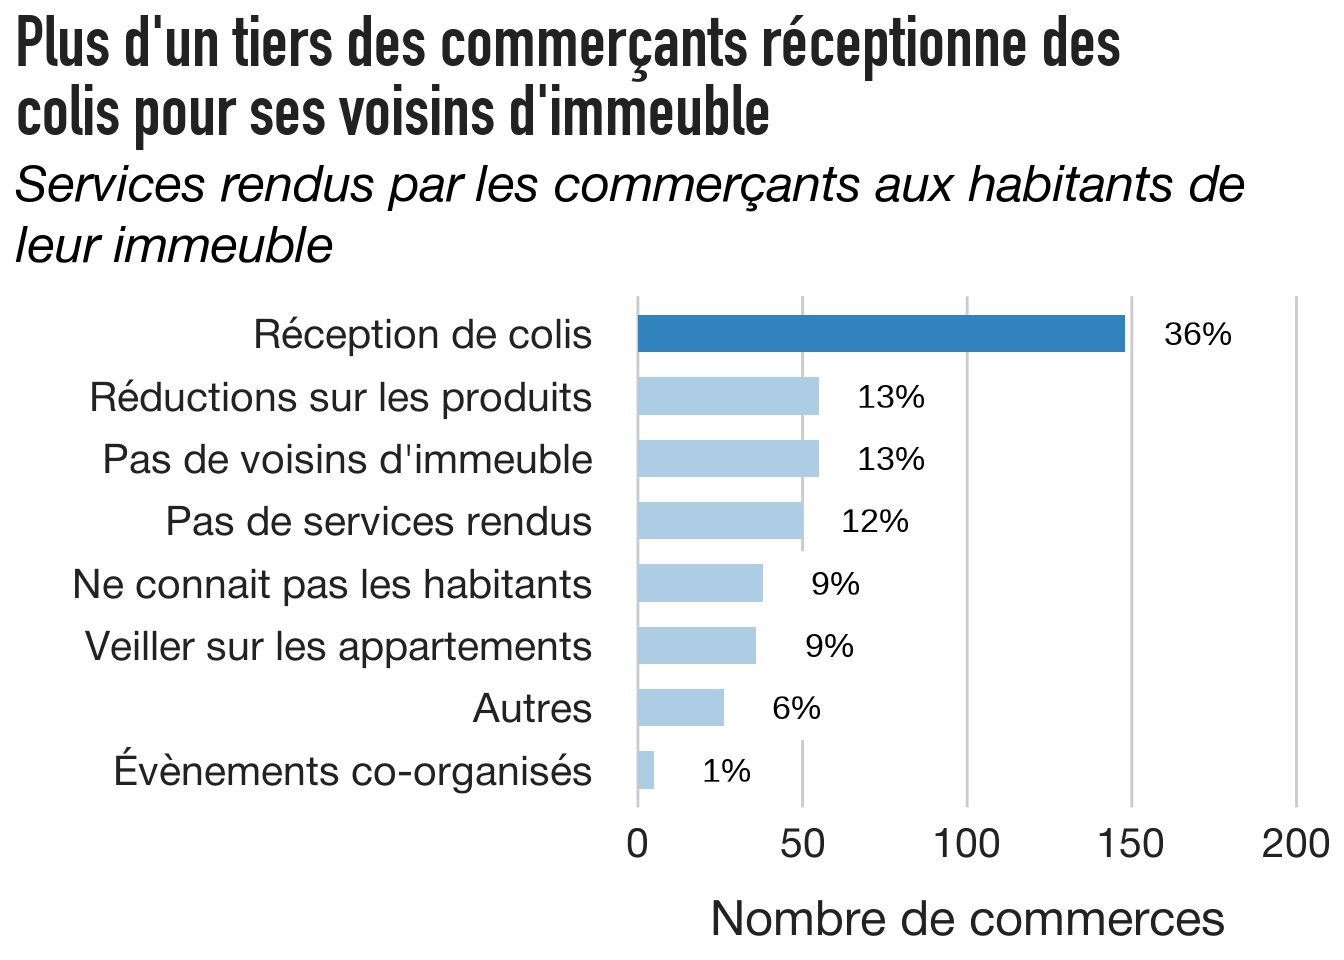 Plus d'un tiers des commerçants réceptionne des
colis pour ses voisins d'immeuble
Services rendus par les commerçants aux habitants de
leur immeuble
Réception de colis 36%
Réductions sur les produits 13%
Pas de voisins d'immeuble 13%
Pas de services rendus 12%
Ne connait pas les habitants 9%
Veiller sur les appartements 9%
Autres 6%
Évènements co-organisés 1%
0 50 100 150 200
Nombre de commerces